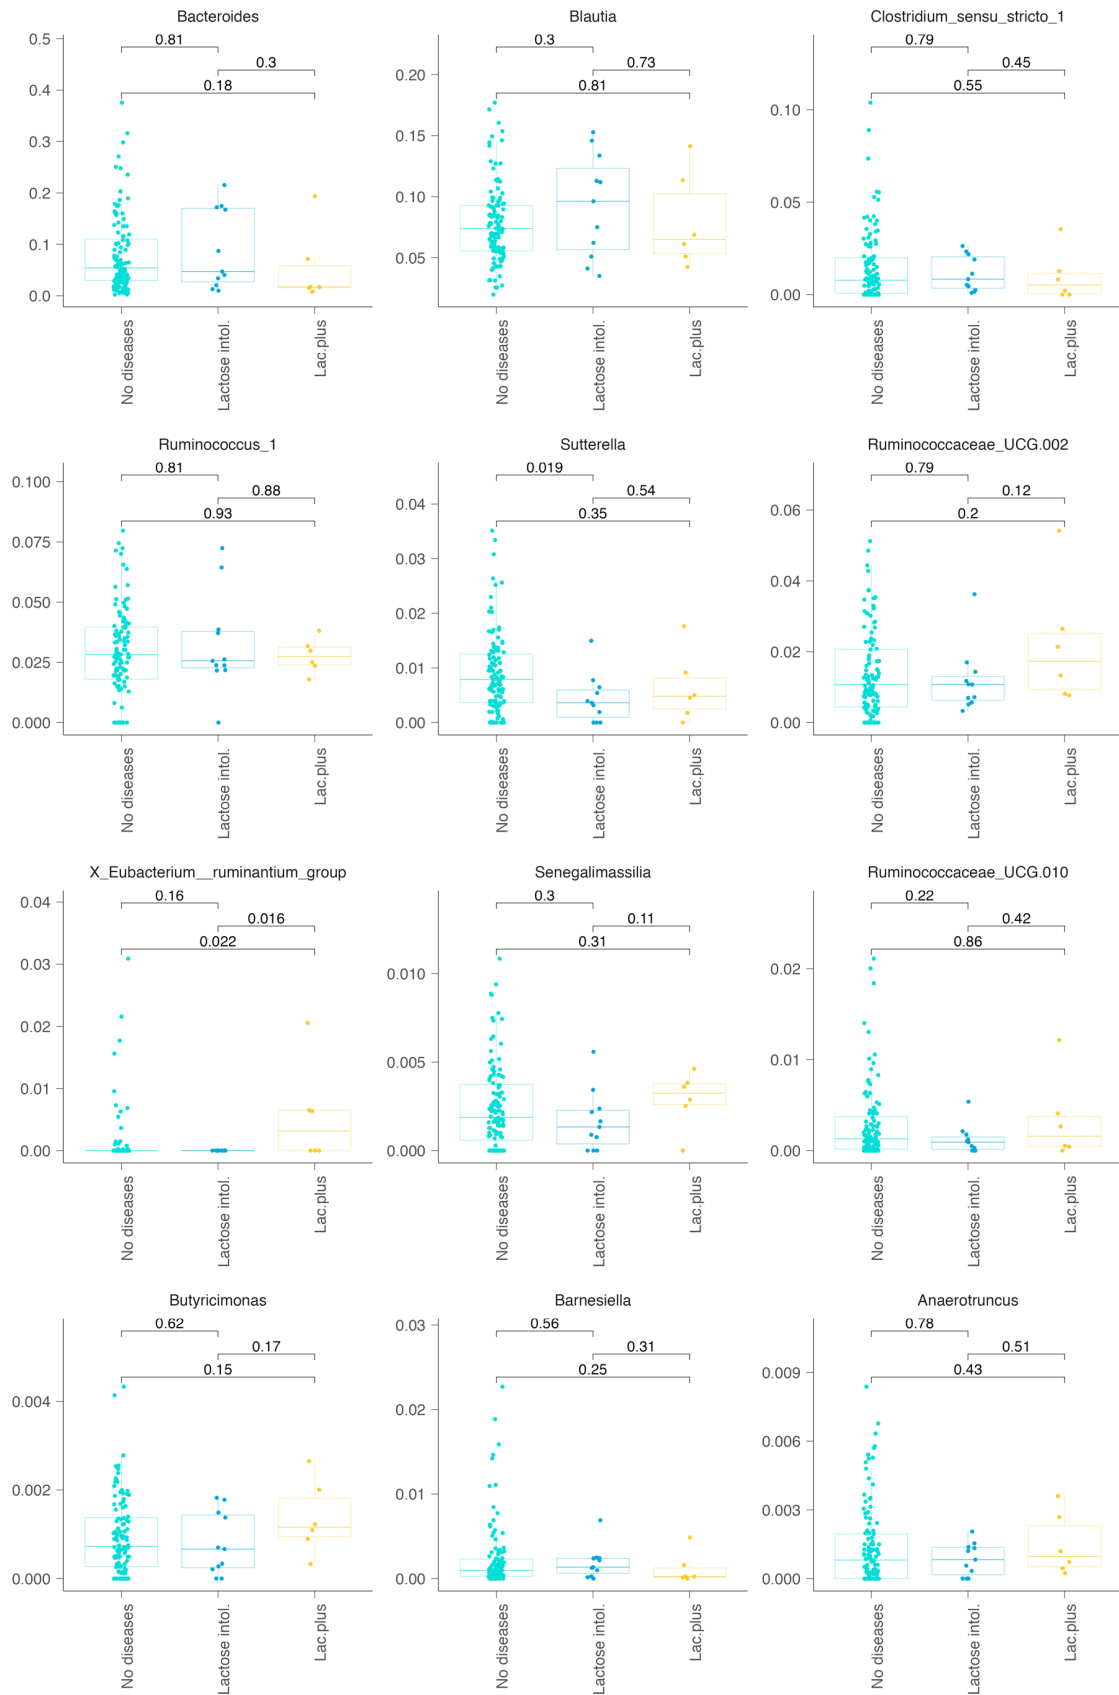 Bacteroides
0.5
0.4
0.3
0.2
0.1
0.0
0.81
0.3
0.18
No diseases
Lactose intol.
Lac.plus
Blautia
0.20
0.15
0.10
0.05
0.3
0.73
0.81
No diseases
Lactose intol.
Lac.plus
Clostridium_sensu_stricto_1
0.10
0.05
0.00
0.79
0.45
0.55
No diseases
Lactose intol.
Lac.plus
Ruminococcus_1
0.100
0.075
0.050
0.025
0.000
0.81
0.88
0.93
No diseases
Lactose intol.
Lac.plus
Sutterella
0.04
0.03
0.02
0.01
0.00
0.019
0.54
0.35
No diseases
Lactose intol.
Lac.plus
Ruminococcaceae_UCG.002
0.06
0.04
0.02
0.00
0.79
0.12
0.2
No diseases
Lactose intol.
Lac.plus
X_Eubacterium__ruminantium_group
0.04
0.03
0.02
0.01
0.00
0.16
0.016
0.022
No diseases
Lactose intol.
Lac.plus
Senegalimassilia
0.010
0.005
0.000
0.3
0.11
0.31
No diseases
Lactose intol.
Lac.plus
Ruminococcaceae_UCG.010
0.02
0.01
0.00
0.22
0.42
0.86
No diseases
Lactose intol.
Lac.plus
Butyricimonas
0.004
0.002
0.000
0.62
0.17
0.15
No diseases
Lactose intol.
Lac.plus
Barnesiella
0.03
0.02
0.01
0.00
0.56
0.31
0.25
No diseases
Lactose intol.
Lac.plus
Anaerotruncus
0.009
0.006
0.003
0.000
0.78
0.51
0.43
No diseases
Lactose intol.
Lac.plus